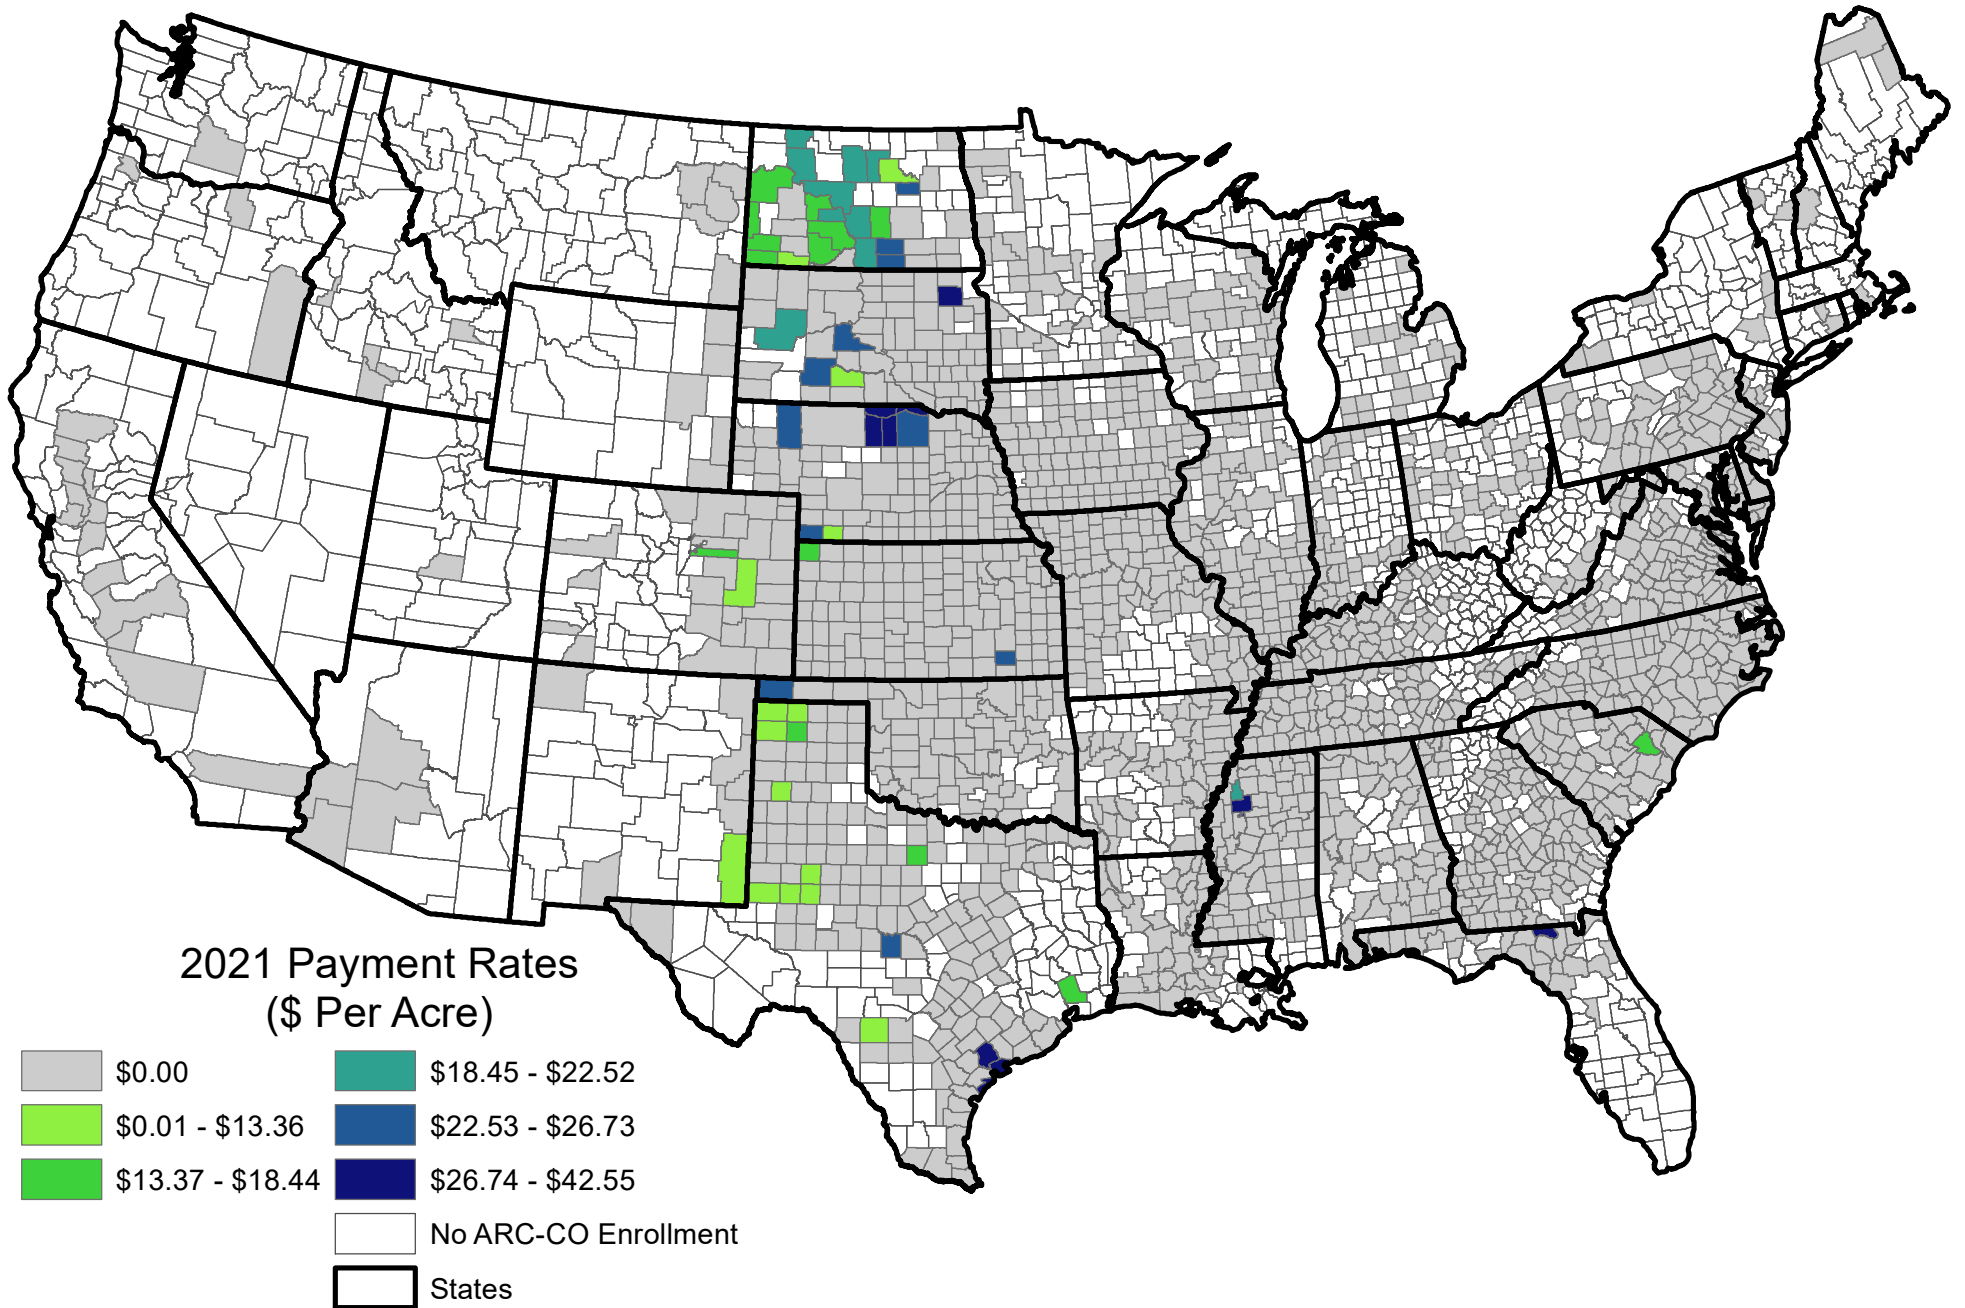 2021 Payment Rates
($ Per Acre)
$0.00
$0.01 - $13.36
$13.37 - $18.44
$18.45 - $22.52
$22.53 - $26.73
$26.74 - $42.55
No ARC-CO Enrollment
States